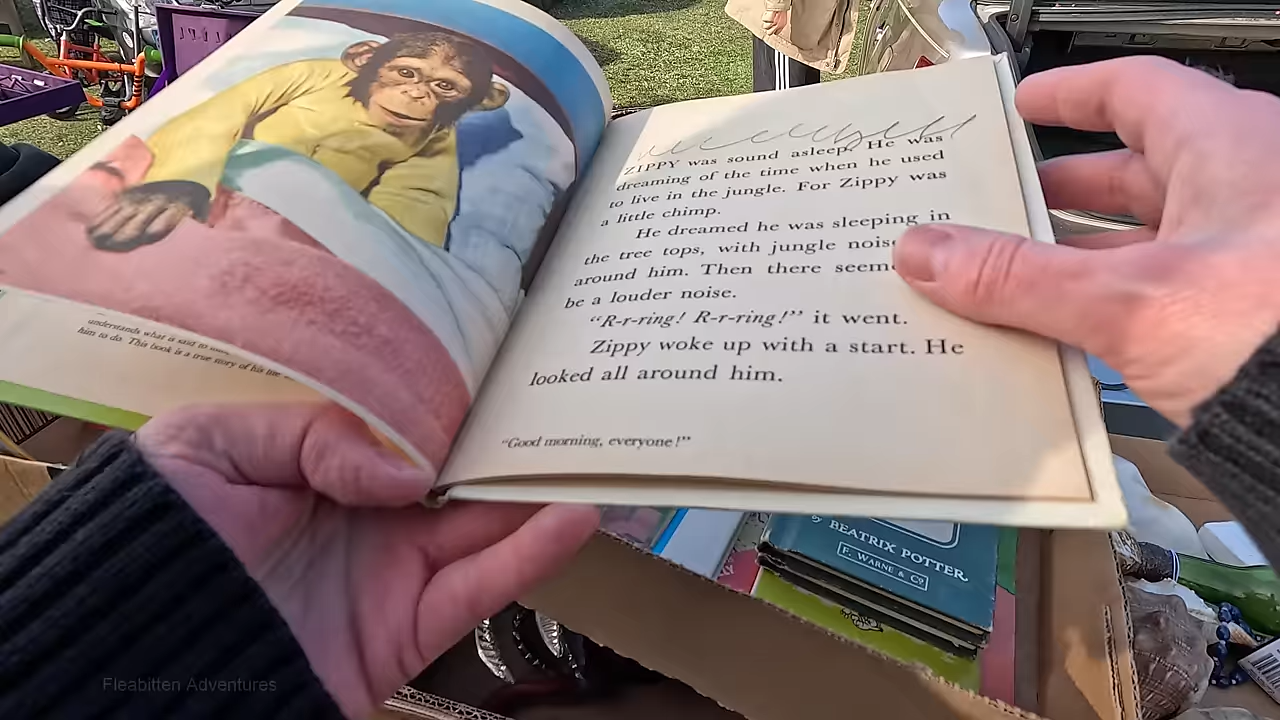 understands what is said to
him to do. This book is a true story of his
ZIPPY was sound asleep. He was
dreaming of the time when he used
to live in the jungle. For Zippy was
a little chimp.
He dreamed he was sleeping in
the tree tops, with jungle
around him. Then there
be a louder noise.
“R-r-ring! R-r-ring!” it went.
Zippy woke up with a start. He
looked all around him.
“Good morning, everyone!”
by BEATRIX POTTER
F. WARNE & Co
Fleabitten Adventures